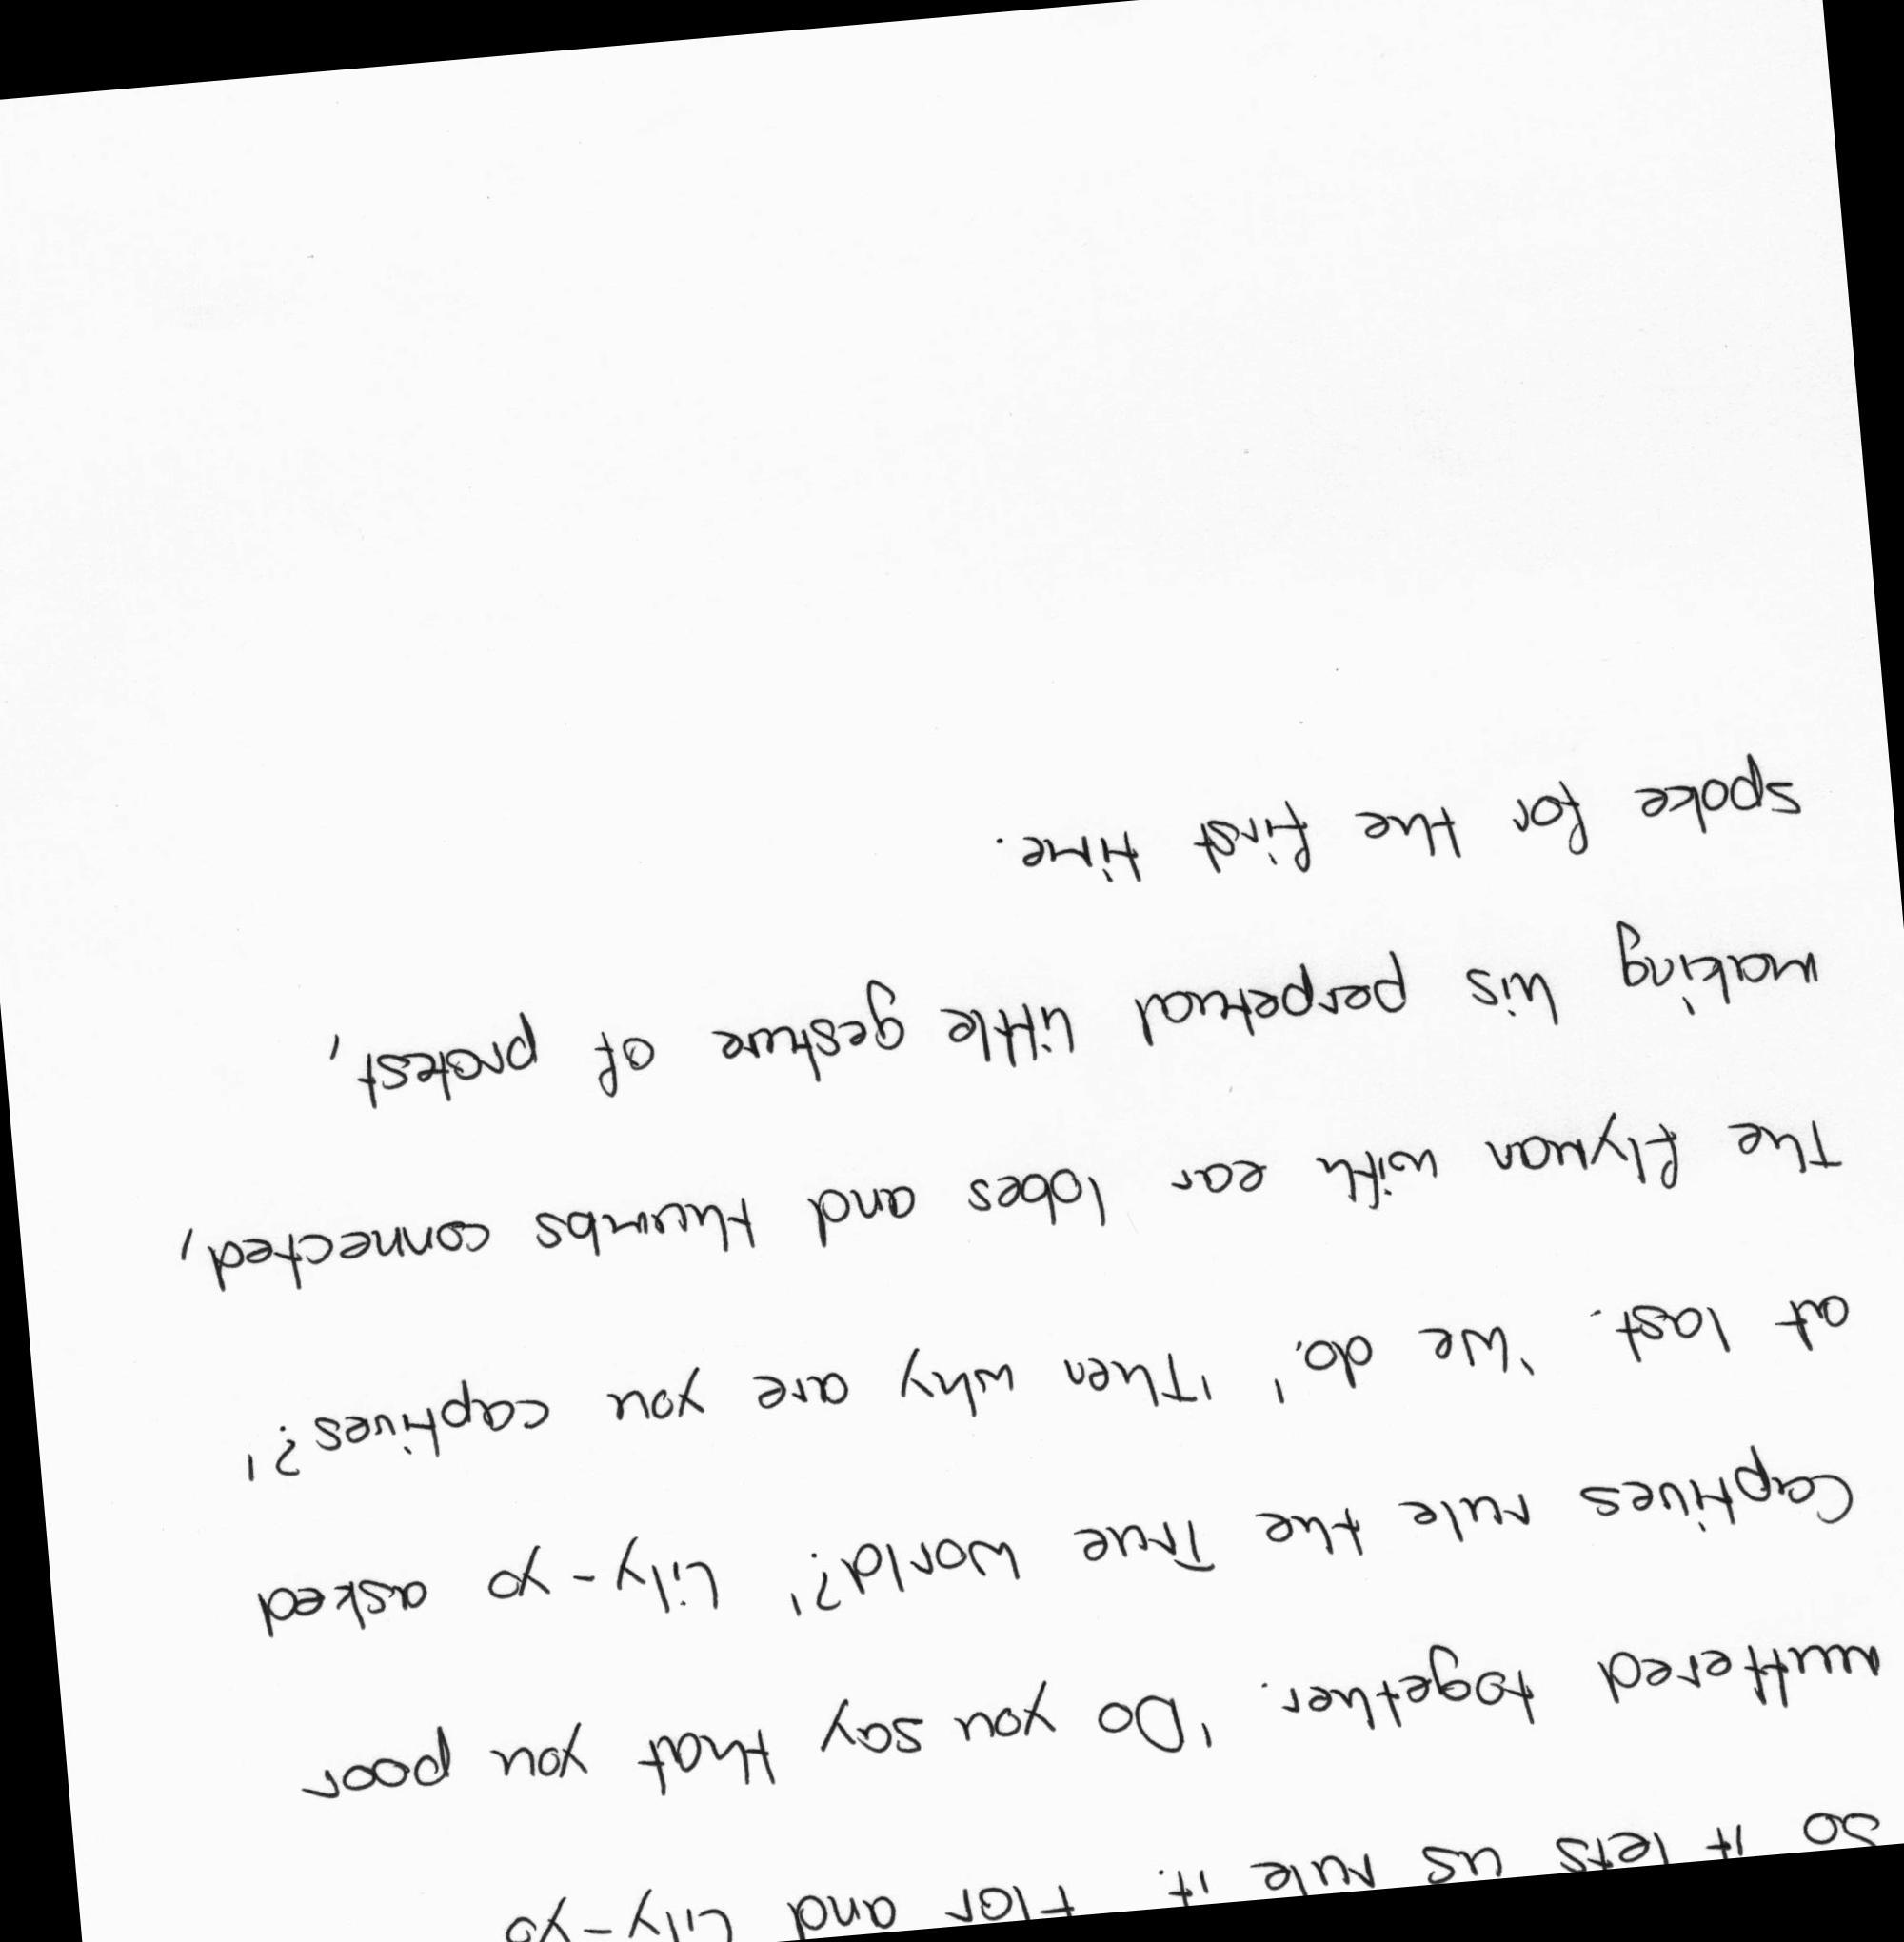 so it lets us rule it. Flor and Lily-yo
muttered together. 'Do you say that you poor
captives rule the True World?' Lily-yo asked
at last. 'We do.' 'Then why are you captives?'
The flyman with ear lobes and thumbs connected,
making his perpetual little gesture of protest,
spoke for the first time.